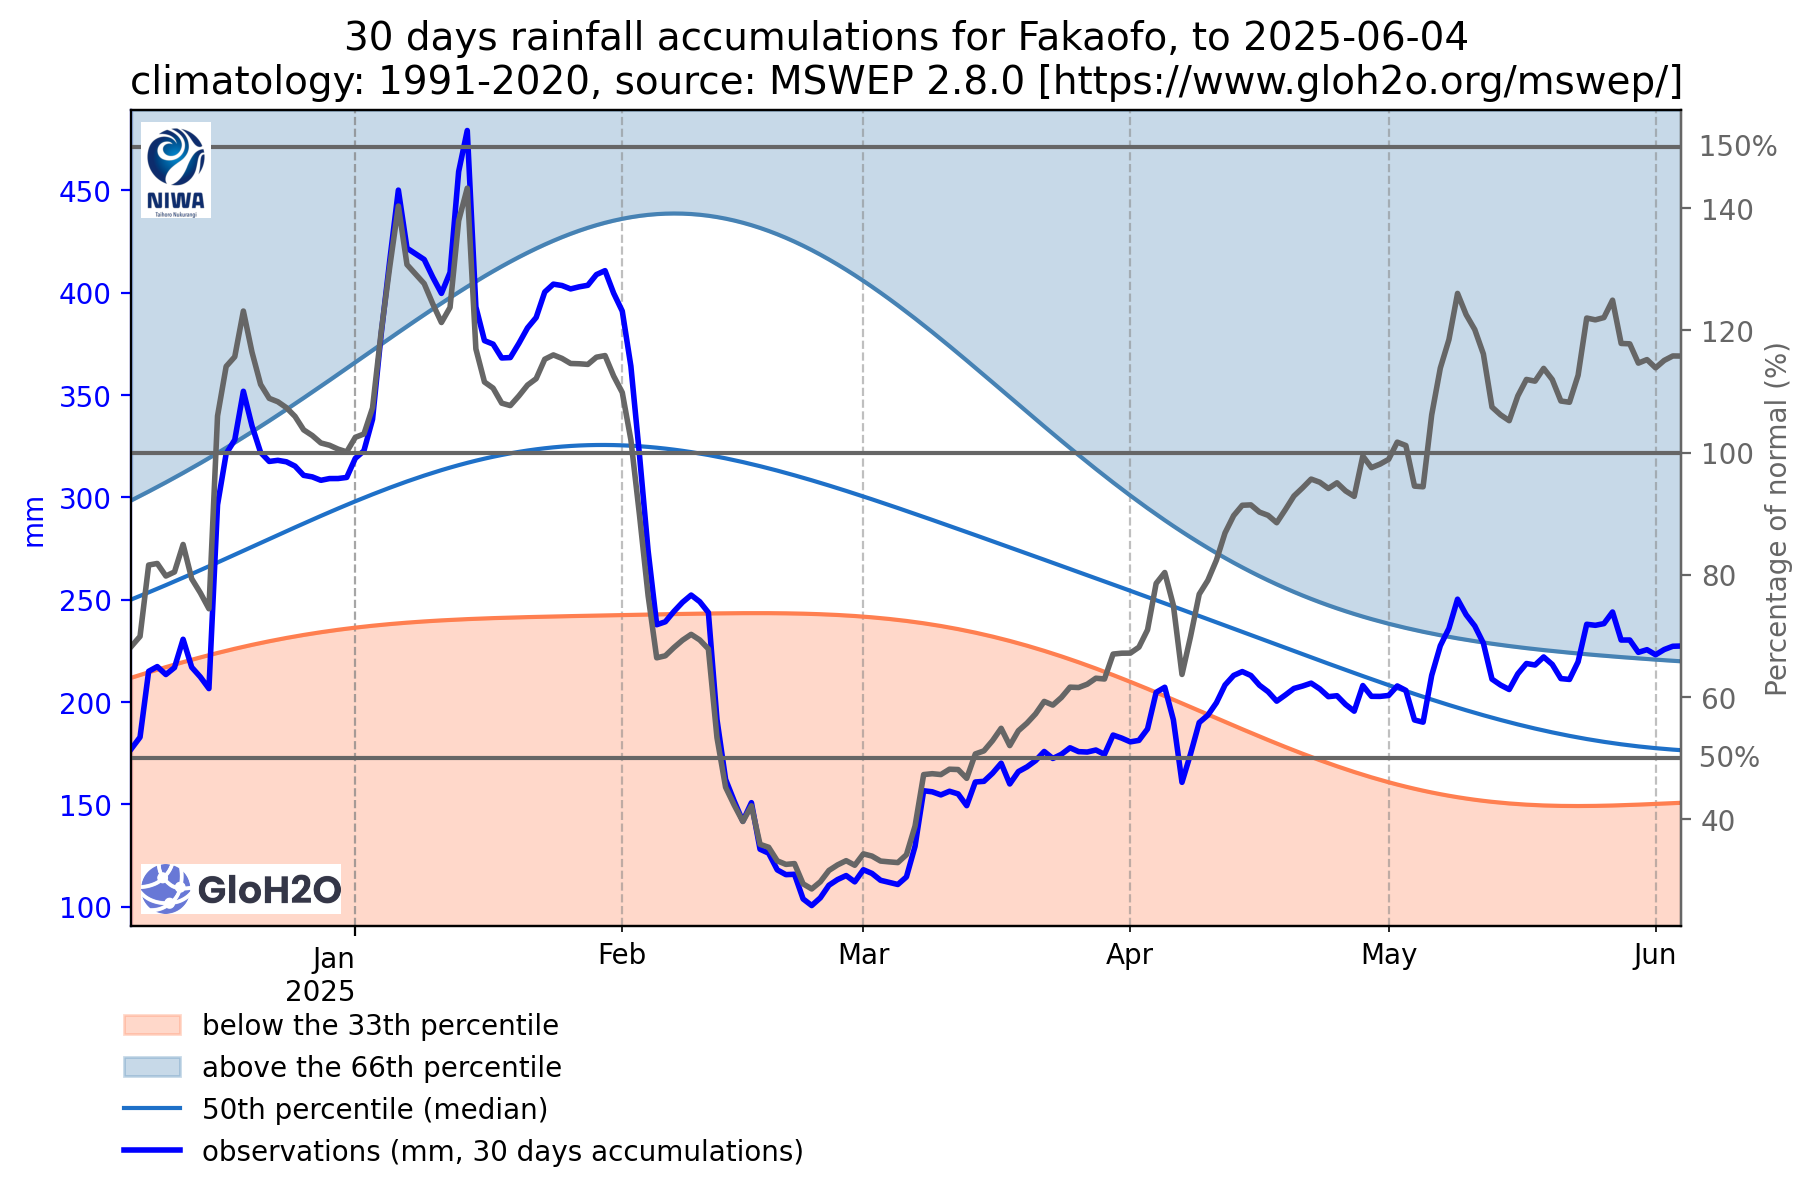 30 days rainfall accumulations for Fakaofo, to 2025-06-04
climatology: 1991-2020, source: MSWEP 2.8.0 [https://www.gloh2o.org/mswep/]
NIWA
Taihoro Nukurangi
450
400
350
300
250
200
150
100
mm
150%
140
120
100
80
60
50%
40
Percentage of normal (%)
GloH2O
Jan
2025
Feb
Mar
Apr
May
Jun
below the 33th percentile
above the 66th percentile
50th percentile (median)
observations (mm, 30 days accumulations)